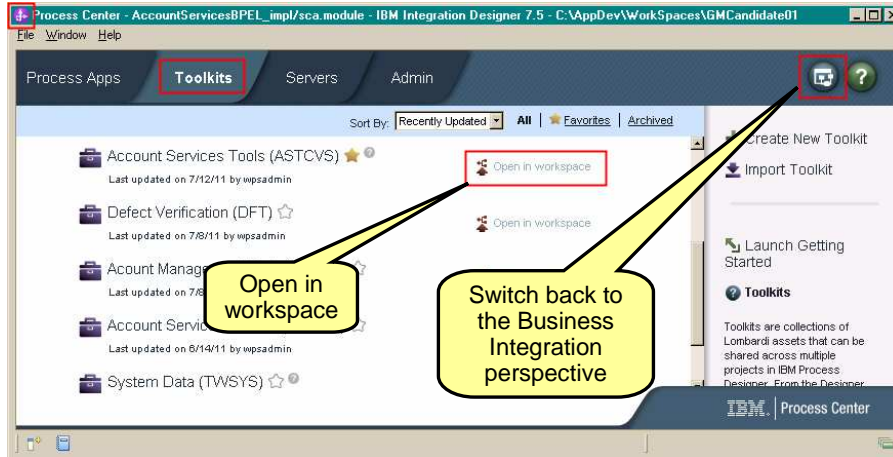 Process Center - AccountServicesBPEL_impl/sca.module - IBM Integration Designer 7.5 - C:\AppDev\WorkSpaces\GMCandidate01
File Window Help
Process Apps Toolkits Servers Admin
Sort By: Recently Updated All | Favorites | Archived
Account Services Tools (ASTCVS)
Last updated on 7/12/11 by wpsadmin
Open in workspace
Defect Verification (DFT)
Last updated on 7/8/11 by wpsadmin
Open in workspace
Acount Manag
Last updated on 7/8
Account Servic
Last updated on 6/14/11 by wpsadmin
System Data (TWSYS)
Open in
workspace
Switch back to
the Business
Integration
perspective
Create New Toolkit
Import Toolkit
Launch Getting
Started
Toolkits
Toolkits are collections of
Lombardi assets that can be
shared across multiple
projects in IBM Process
Designer. From the Designer
IBM. | Process Center